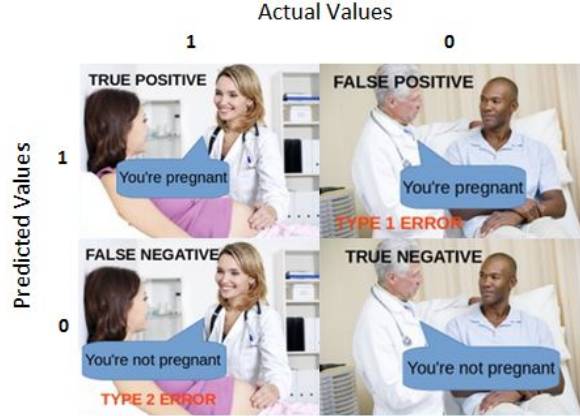 Actual Values
1 0
TRUE POSITIVE FALSE POSITIVE
Predicted Values
1
You're pregnant You're pregnant
TYPE 1 ERROR
FALSE NEGATIVE TRUE NEGATIVE
0
You're not pregnant You're not pregnant
TYPE 2 ERROR